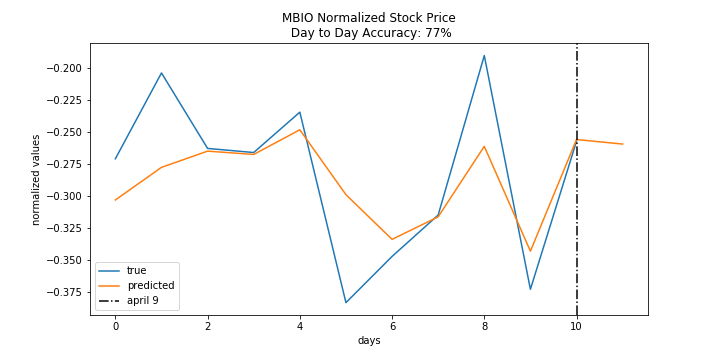 MBIO Normalized Stock Price
Day to Day Accuracy: 77%
normalized values
−0.200
−0.225
−0.250
−0.275
−0.300
−0.325
−0.350
−0.375
true
predicted
april 9
0 2 4 6 8 10
days